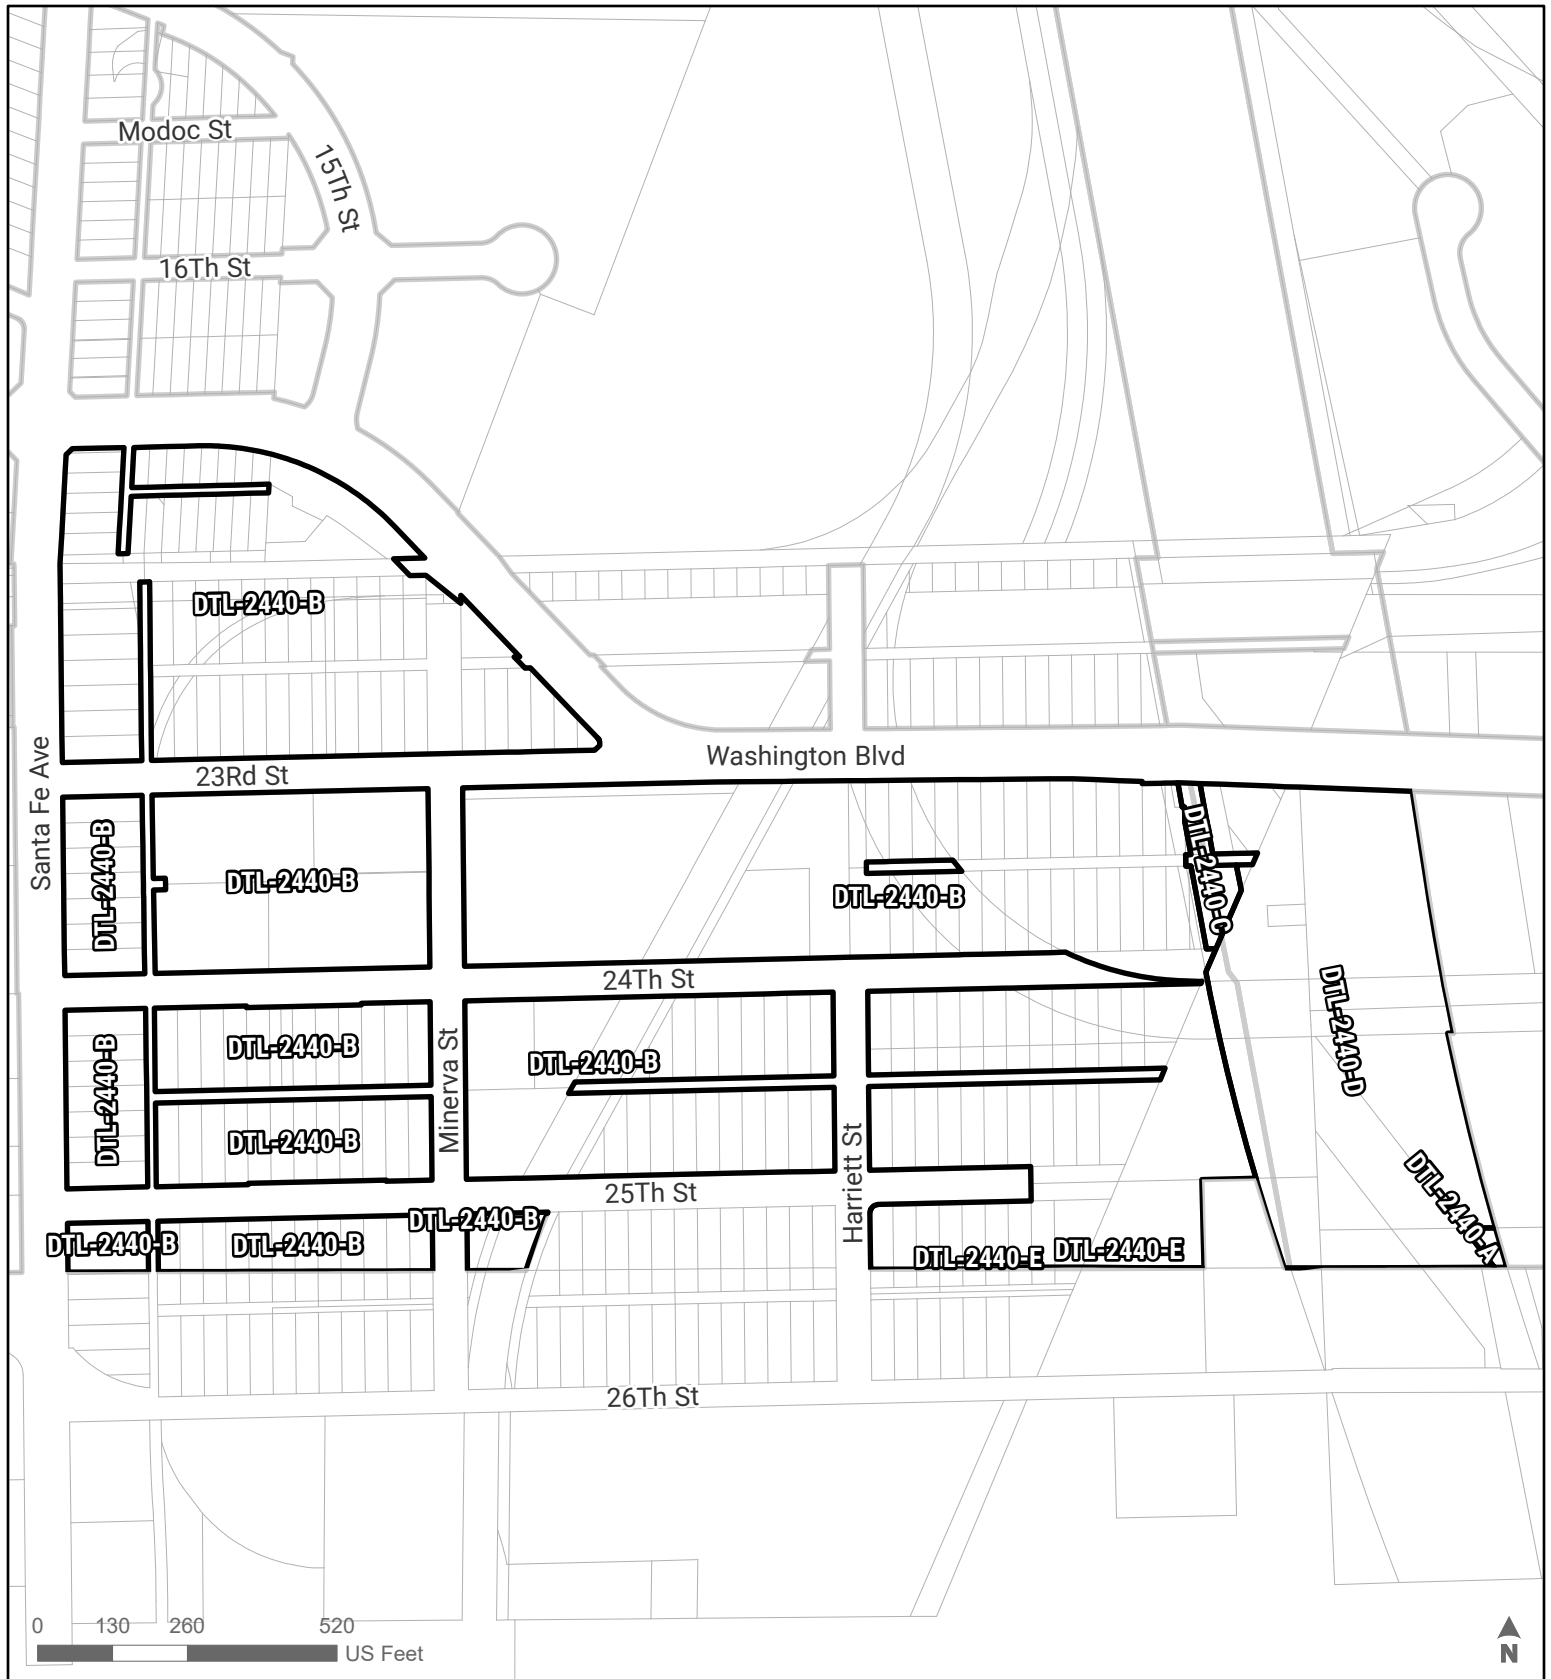 Modoc St
15Th St
16Th St
DTL-2440-B
Santa Fe Ave
Washington Blvd
23Rd St
DTL-2440-B
DTL-2440-B
DTL-2440-B
DTL-2440-C
24Th St
DTL-2440-D
DTL-2440-B
DTL-2440-B
Minerva St
DTL-2440-B
DTL-2440-B
Harriett St
25Th St
DTL-2440-A
DTL-2440-B
DTL-2440-B
DTL-2440-B
DTL-2440-E
DTL-2440-E
26Th St
0 130 260 520
US Feet
N